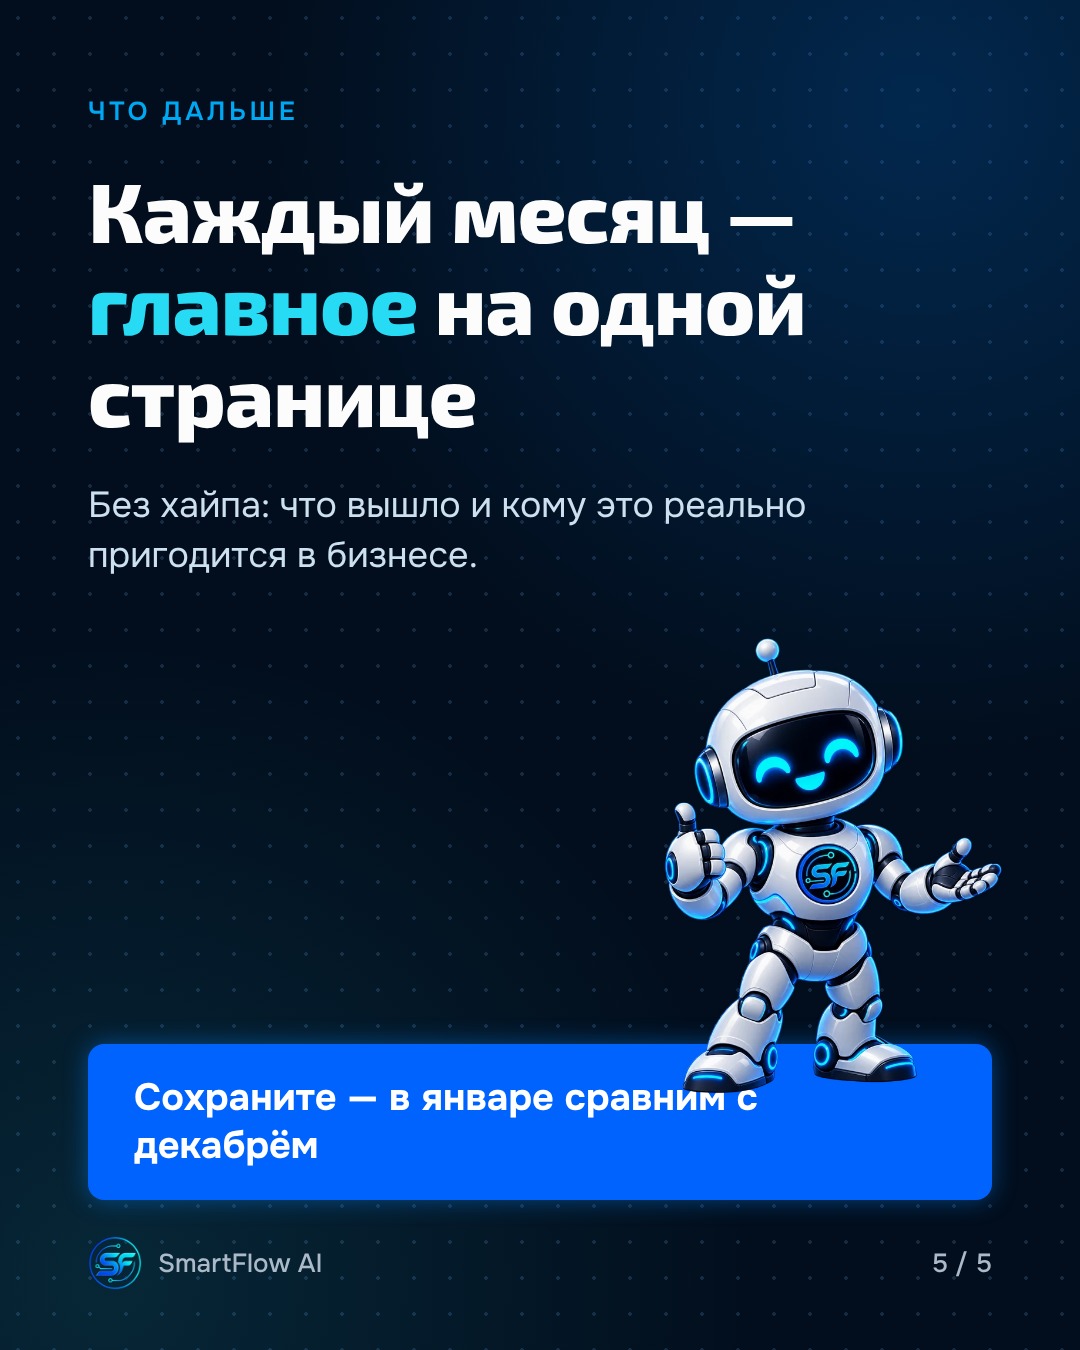 ЧТО ДАЛЬШЕ
Каждый месяц —
главное на одной
странице
Без хайпа: что вышло и кому это реально
пригодится в бизнесе.
SF
Сохраните — в январе сравним с
декабрём
SF
SmartFlow AI
5 / 5